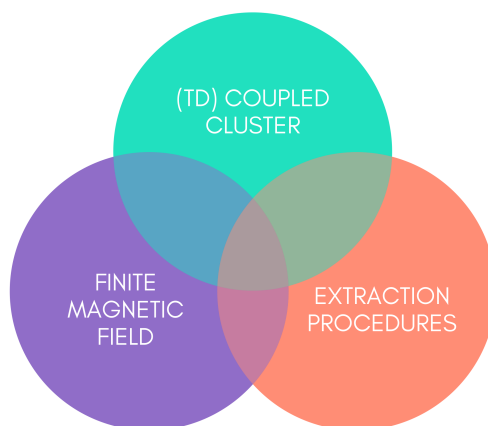 (TD) COUPLED
CLUSTER
FINITE
MAGNETIC
FIELD
EXTRACTION
PROCEDURES